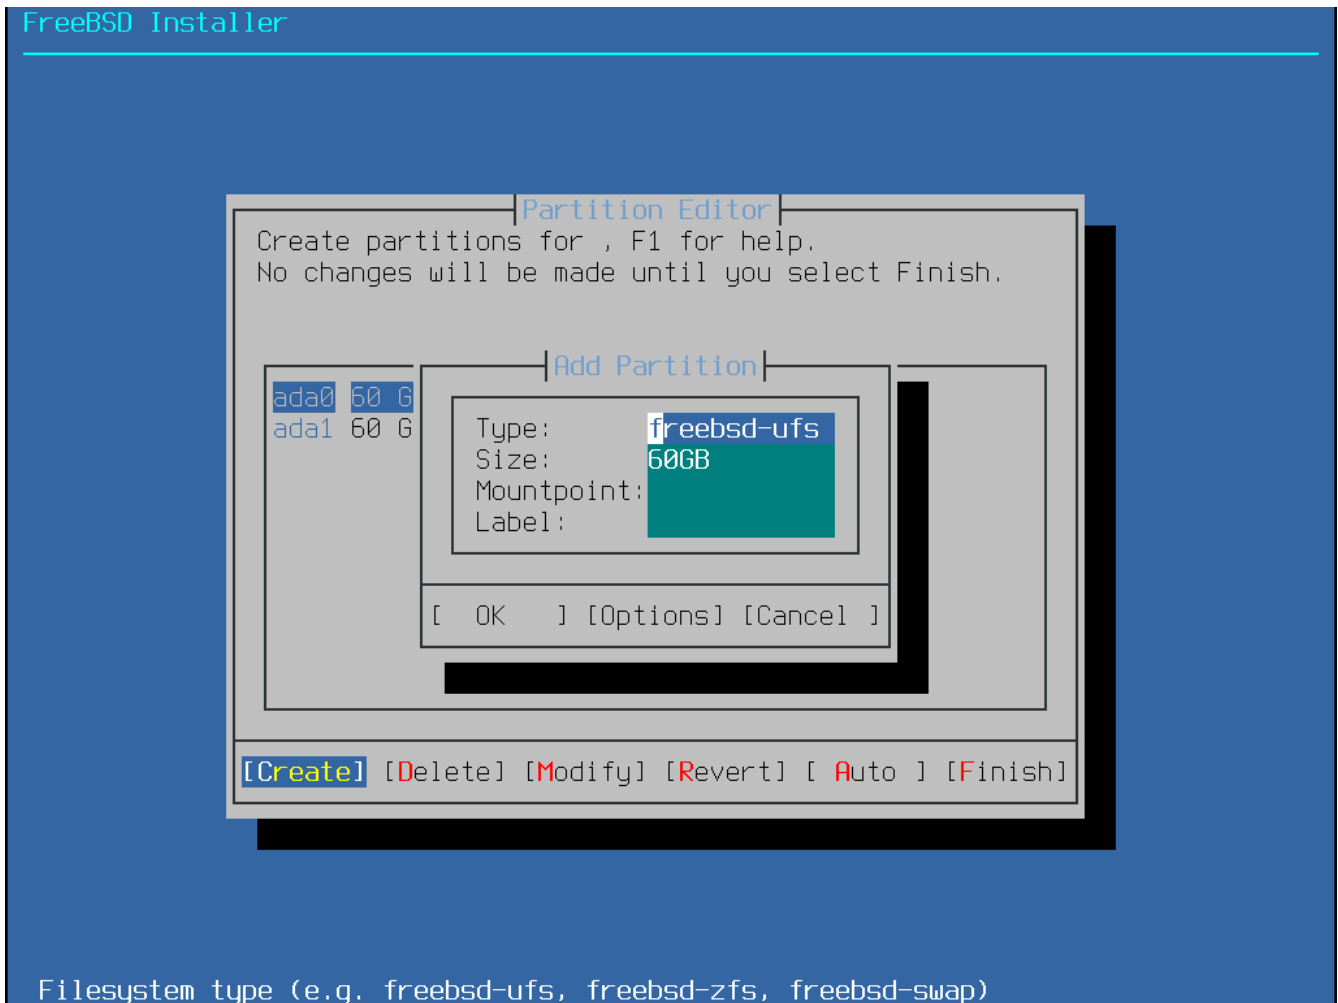 FreeBSD Installer
Partition Editor
Create partitions for , F1 for help.
No changes will be made until you select Finish.
Add Partition
ada0 60 G
ada1 60 G
Type: freebsd-ufs
Size: 60GB
Mountpoint:
Label:
[ OK ] [Options] [Cancel ]
[Create] [Delete] [Modify] [Revert] [ Auto ] [Finish]
Filesystem type (e.g. freebsd-ufs, freebsd-zfs, freebsd-swap)